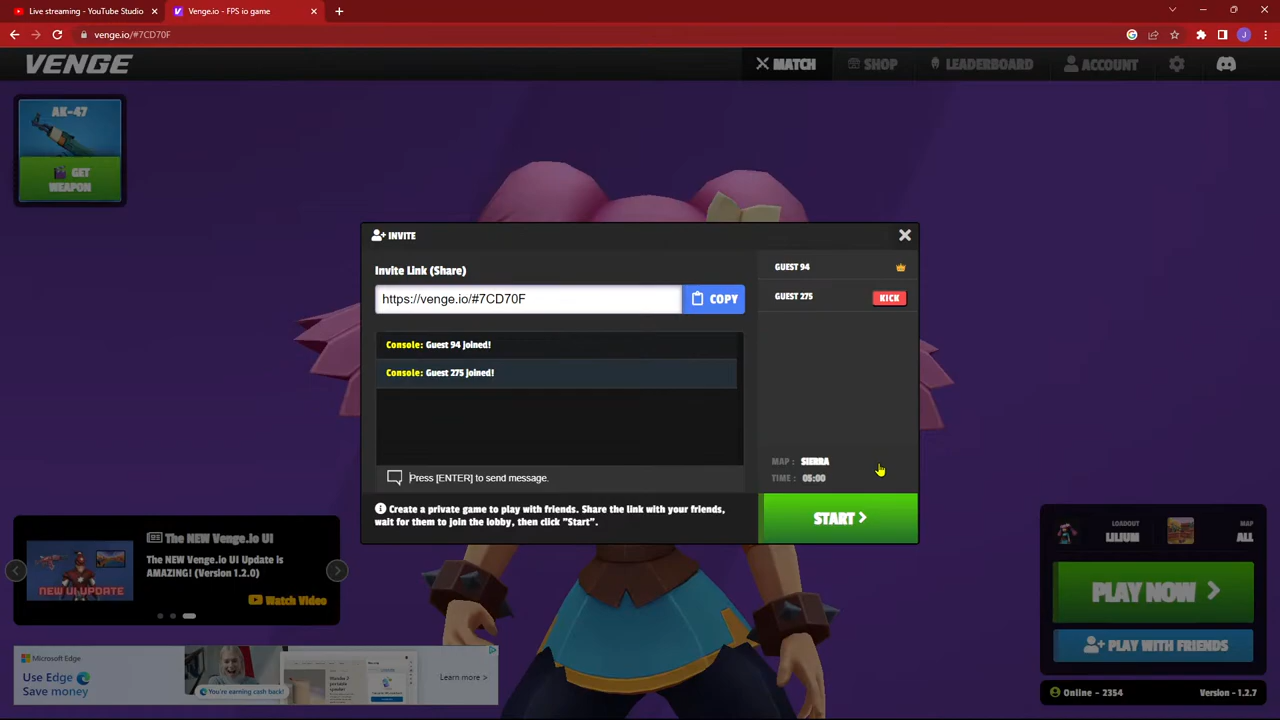 Live streaming - YouTube Studio
Venge.io - FPS io game
venge.io/#7CD70F
J
VENGE
MATCH
SHOP
LEADERBOARD
ACCOUNT
AK-47
GET
WEAPON
INVITE
Invite Link (Share)
https://venge.io/#7CD70F
COPY
GUEST 94
GUEST 275
KICK
Console: Guest 94 joined!
Console: Guest 275 joined!
Press [ENTER] to send message.
MAP : SIERRA
TIME : 05:00
Create a private game to play with friends. Share the link with your friends,
wait for them to join the lobby, then click "Start".
START
The NEW Venge.io UI
The NEW Venge.io UI Update is
AMAZING! (Version 1.2.0)
NEW UI UPDATE
Watch Video
Microsoft Edge
Use Edge
Save money
You're earning cash back!
Learn more >
LOADOUT
LILIUM
MAP
ALL
PLAY NOW
PLAY WITH FRIENDS
Online - 2354
Version - 1.2.7